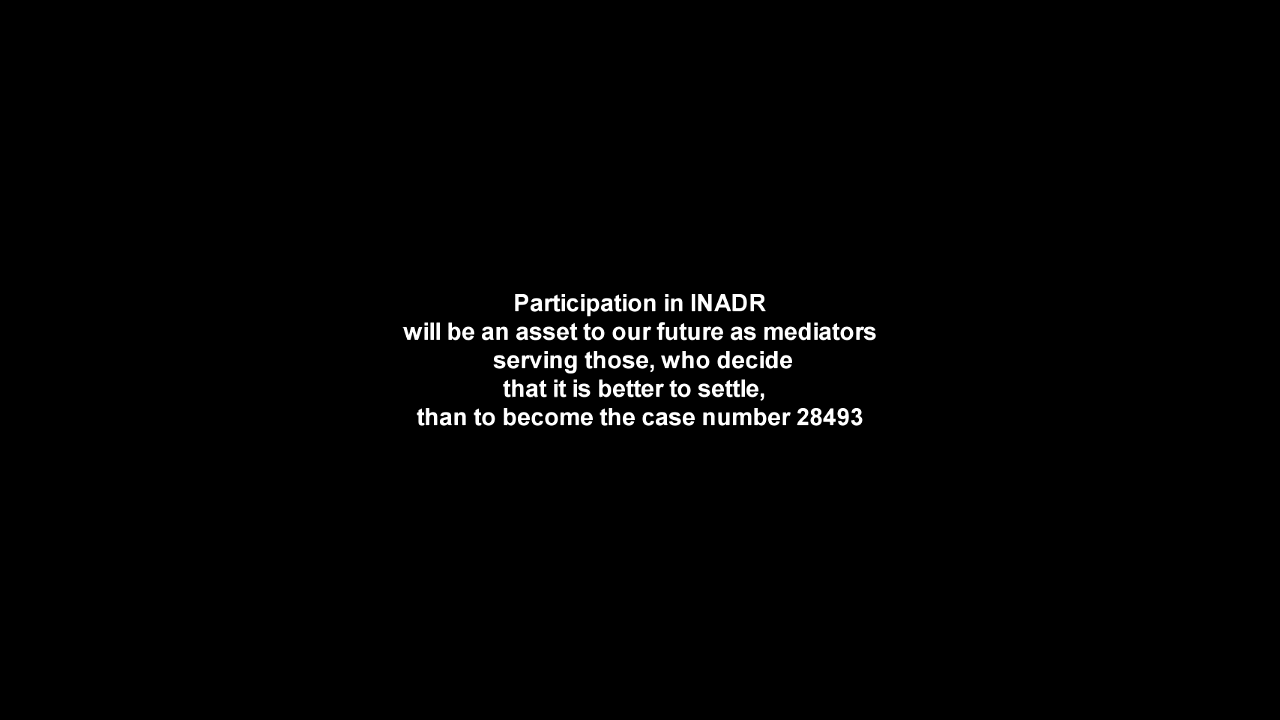 Participation in INADR
will be an asset to our future as mediators
serving those, who decide
that it is better to settle,
than to become the case number 28493